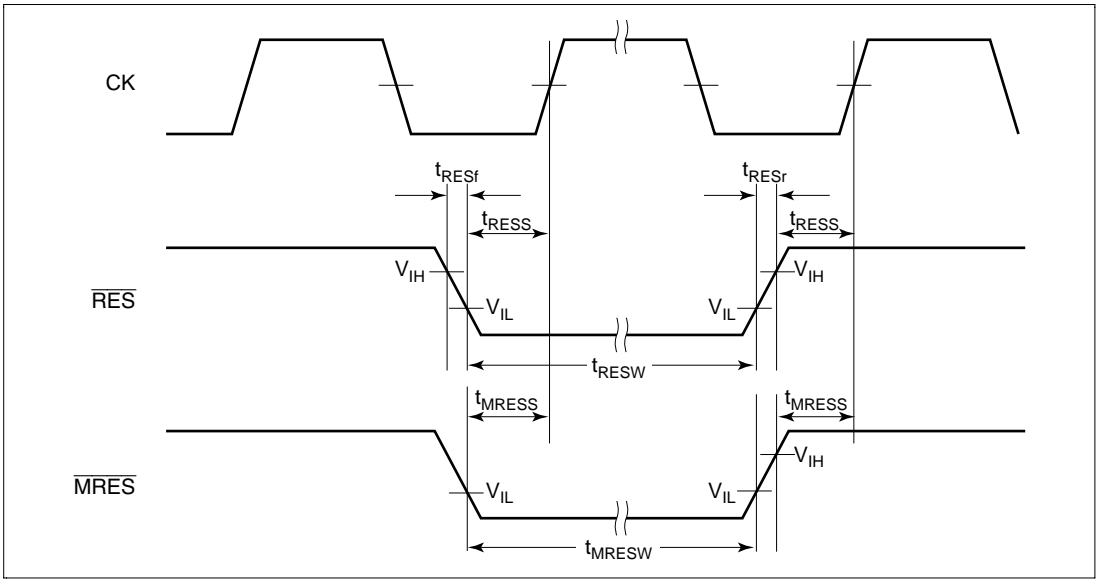 CK
tRESf tRESr
tRESS tRESS
VIH VIH
RES
VIL VIL
tRESW
tMRESS tMRESS
VIH
MRES
VIL VIL
tMRESW